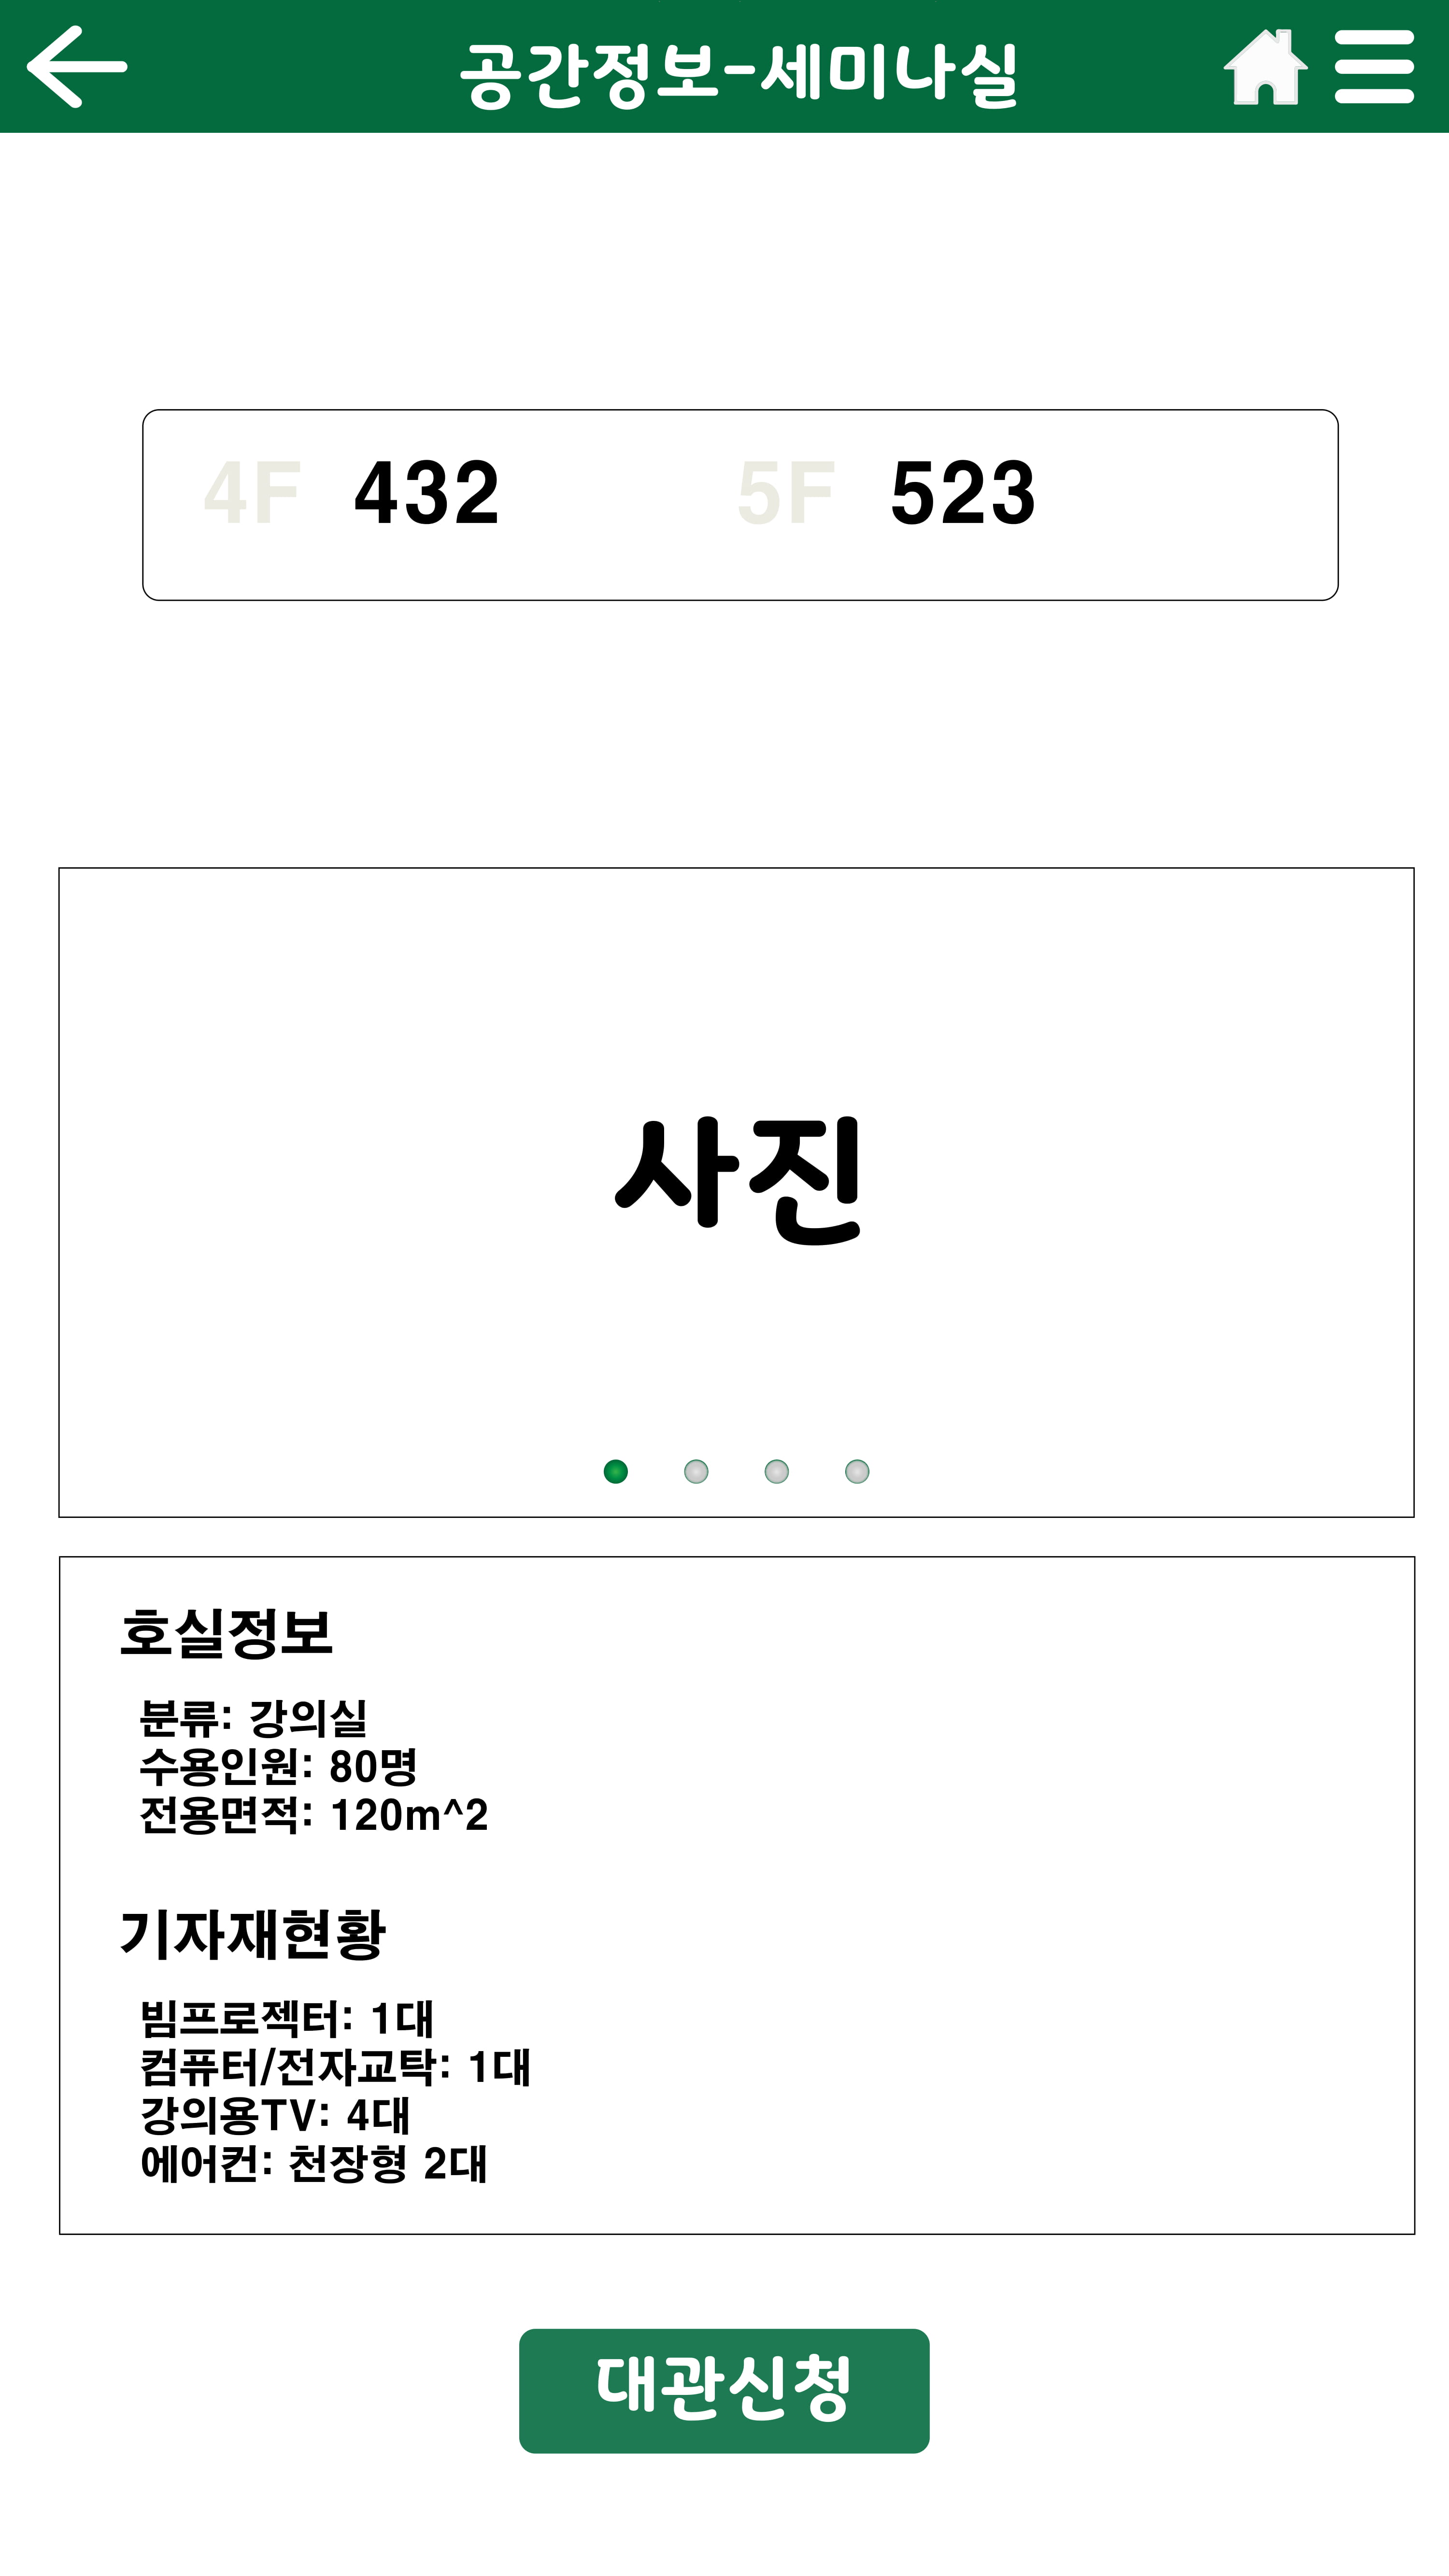 공간정보-세미나실
4F 432 5F 523
사진
호실정보
분류: 강의실
수용인원: 80명
전용면적: 120m^2
기자재현황
빔프로젝터: 1대
컴퓨터/전자교탁: 1대
강의용TV: 4대
에어컨: 천장형 2대
대관신청